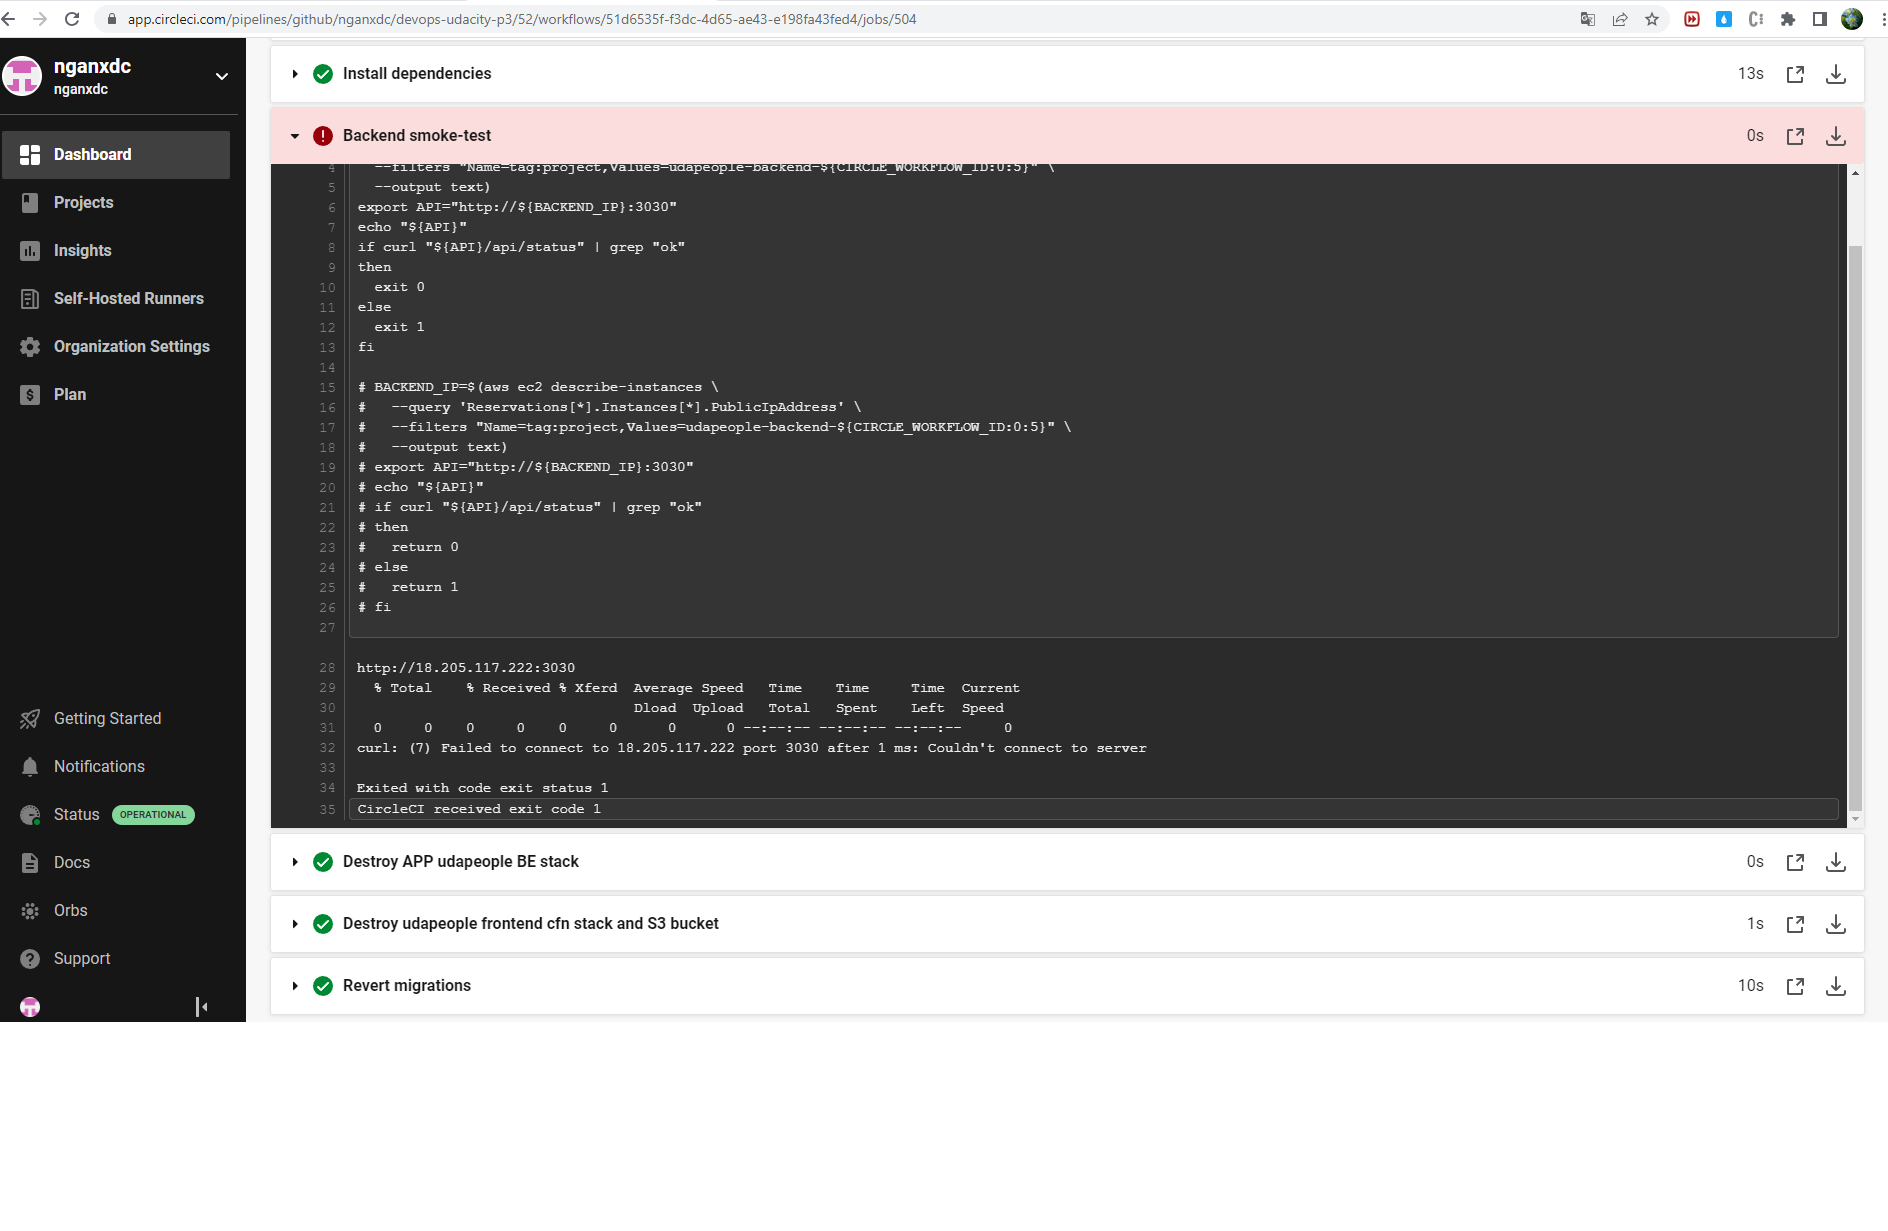 app.circleci.com/pipelines/github/nganxdc/devops-udacity-p3/52/workflows/51d6535f-f3dc-4d65-ae43-e198fa43fed4/jobs/504
nganxdc
nganxdc
Dashboard
Projects
Insights
Self-Hosted Runners
Organization Settings
Plan
Getting Started
Notifications
Status OPERATIONAL
Docs
Orbs
Support
Install dependencies 13s
Backend smoke-test 0s
4 --filters "Name=tag:project,Values=udapeople-backend-${CIRCLE_WORKFLOW_ID:0:5}" \
5 --output text)
6 export API="http://${BACKEND_IP}:3030"
7 echo "${API}"
8 if curl "${API}/api/status" | grep "ok"
9 then
10 exit 0
11 else
12 exit 1
13 fi
14
15 # BACKEND_IP=$(aws ec2 describe-instances \
16 # --query 'Reservations[*].Instances[*].PublicIpAddress' \
17 # --filters "Name=tag:project,Values=udapeople-backend-${CIRCLE_WORKFLOW_ID:0:5}" \
18 # --output text)
19 # export API="http://${BACKEND_IP}:3030"
20 # echo "${API}"
21 # if curl "${API}/api/status" | grep "ok"
22 # then
23 # return 0
24 # else
25 # return 1
26 # fi
27
28 http://18.205.117.222:3030
29 % Total % Received % Xferd Average Speed Time Time Time Current
30 Dload Upload Total Spent Left Speed
31 0 0 0 0 0 0 0 0 --:--:-- --:--:-- --:--:-- 0
32 curl: (7) Failed to connect to 18.205.117.222 port 3030 after 1 ms: Couldn't connect to server
33
34 Exited with code exit status 1
35 CircleCI received exit code 1
Destroy APP udapeople BE stack 0s
Destroy udapeople frontend cfn stack and S3 bucket 1s
Revert migrations 10s